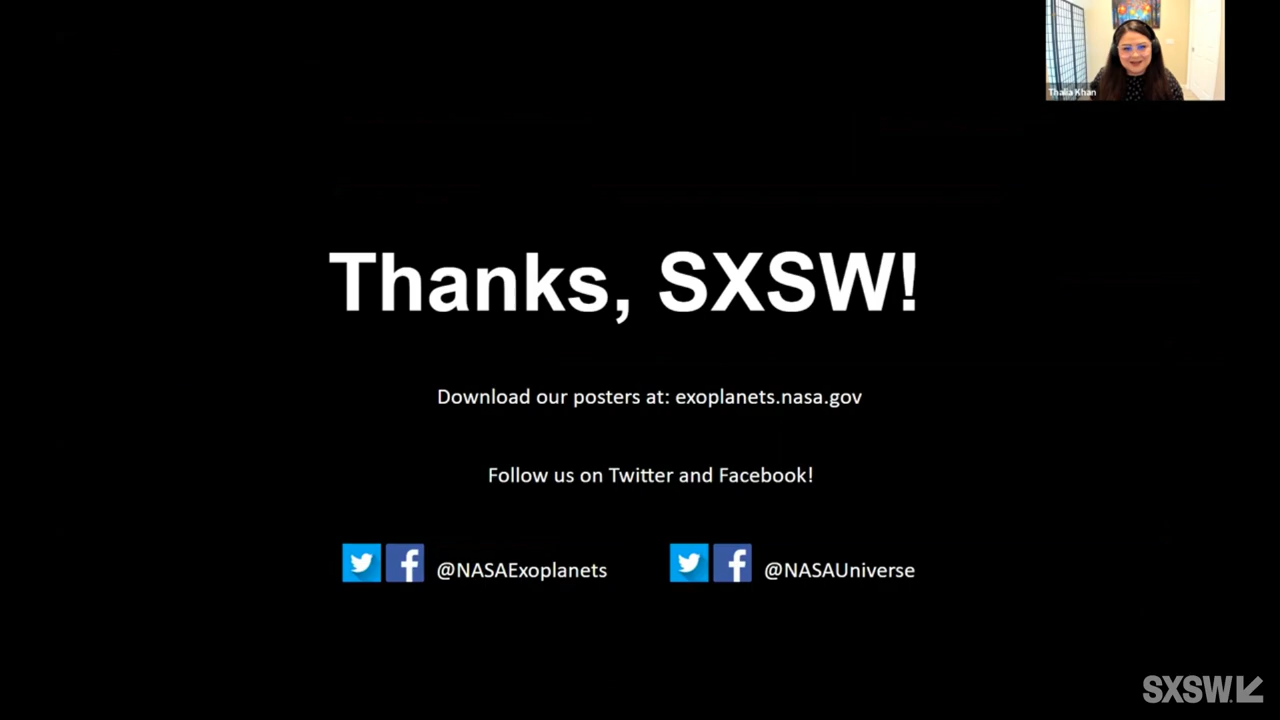 Thalia Khan
Thanks, SXSW!
Download our posters at: exoplanets.nasa.gov
Follow us on Twitter and Facebook!
@NASAExoplanets
@NASAUniverse
SXSW.